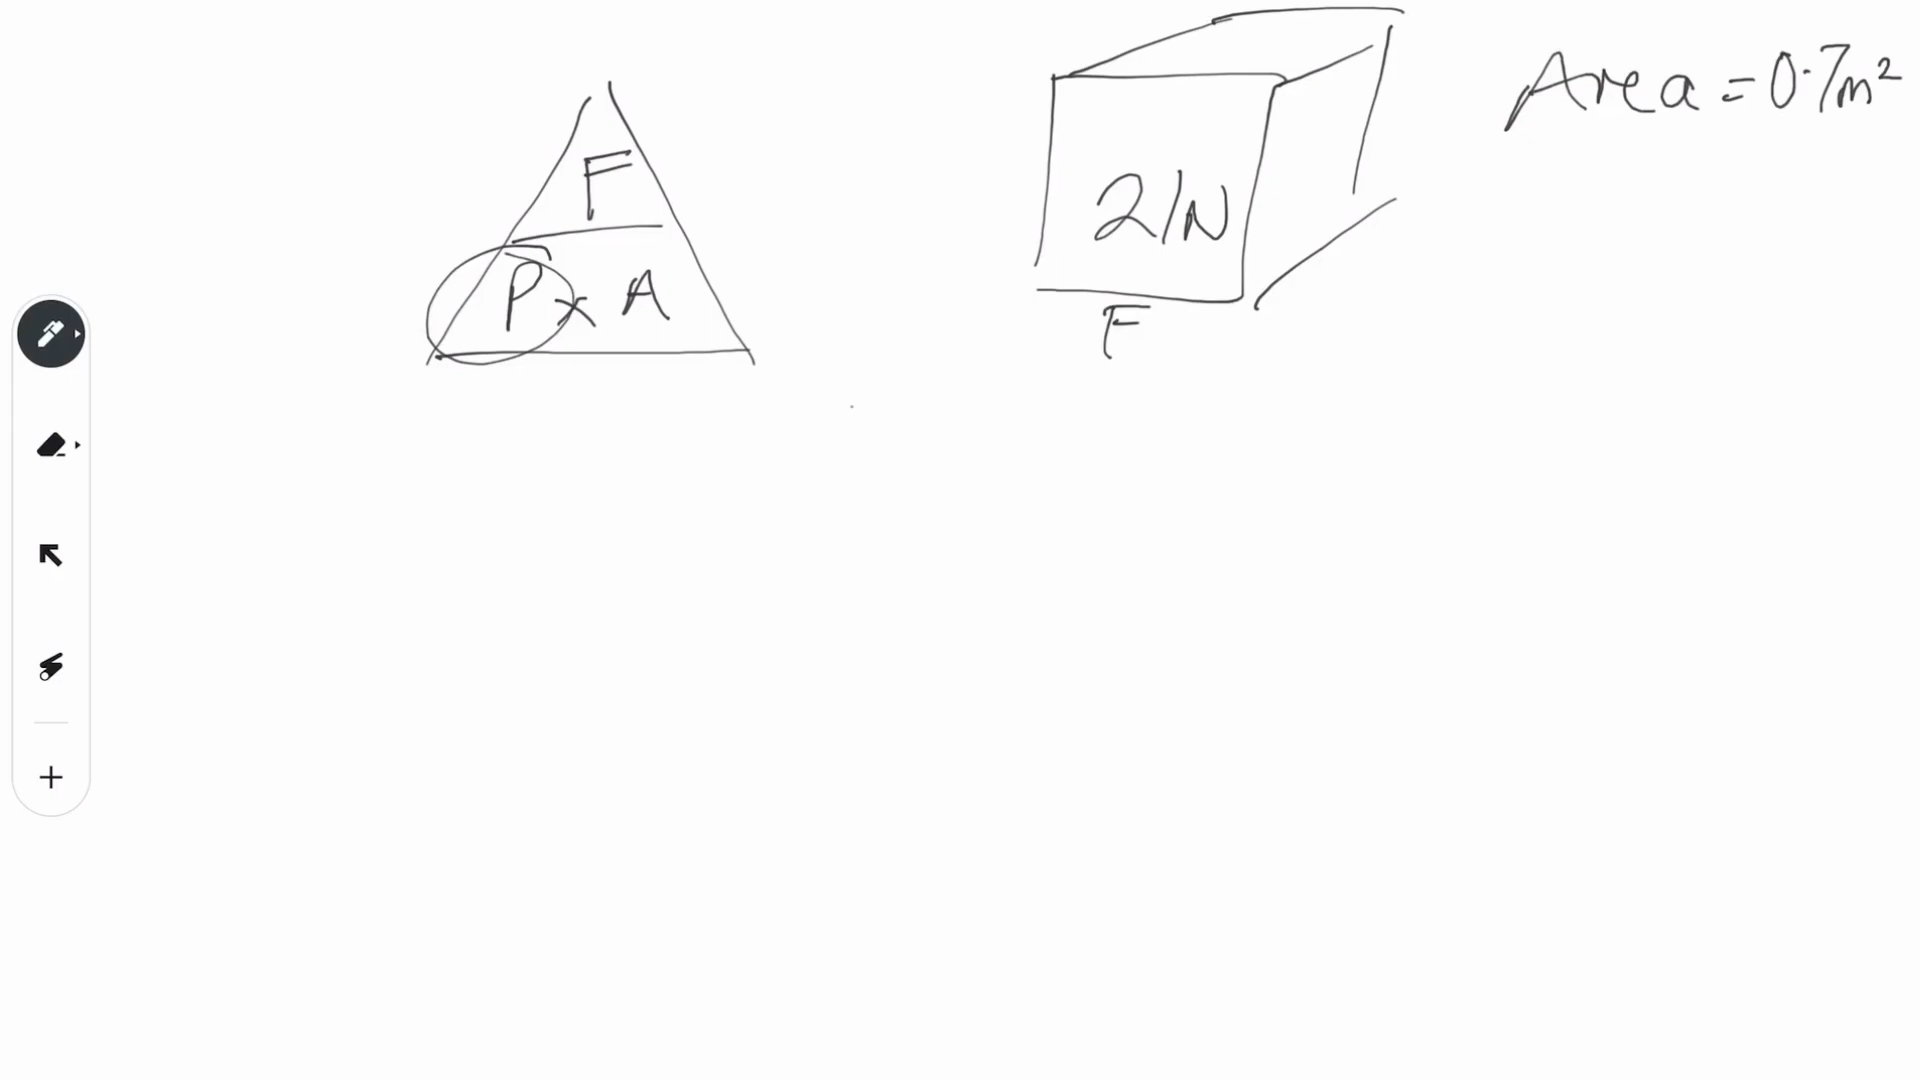 F
P x A
21N
F
Area = 0.7m²